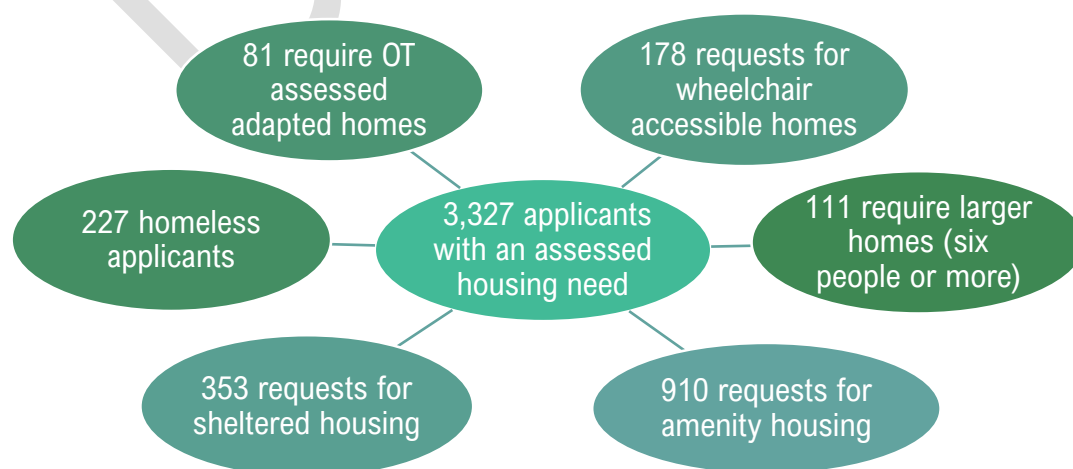 81 require OT
assessed
adapted homes
178 requests for
wheelchair
accessible homes
227 homeless
applicants
3,327 applicants
with an assessed
housing need
111 require larger
homes (six
people or more)
353 requests for
sheltered housing
910 requests for
amenity housing